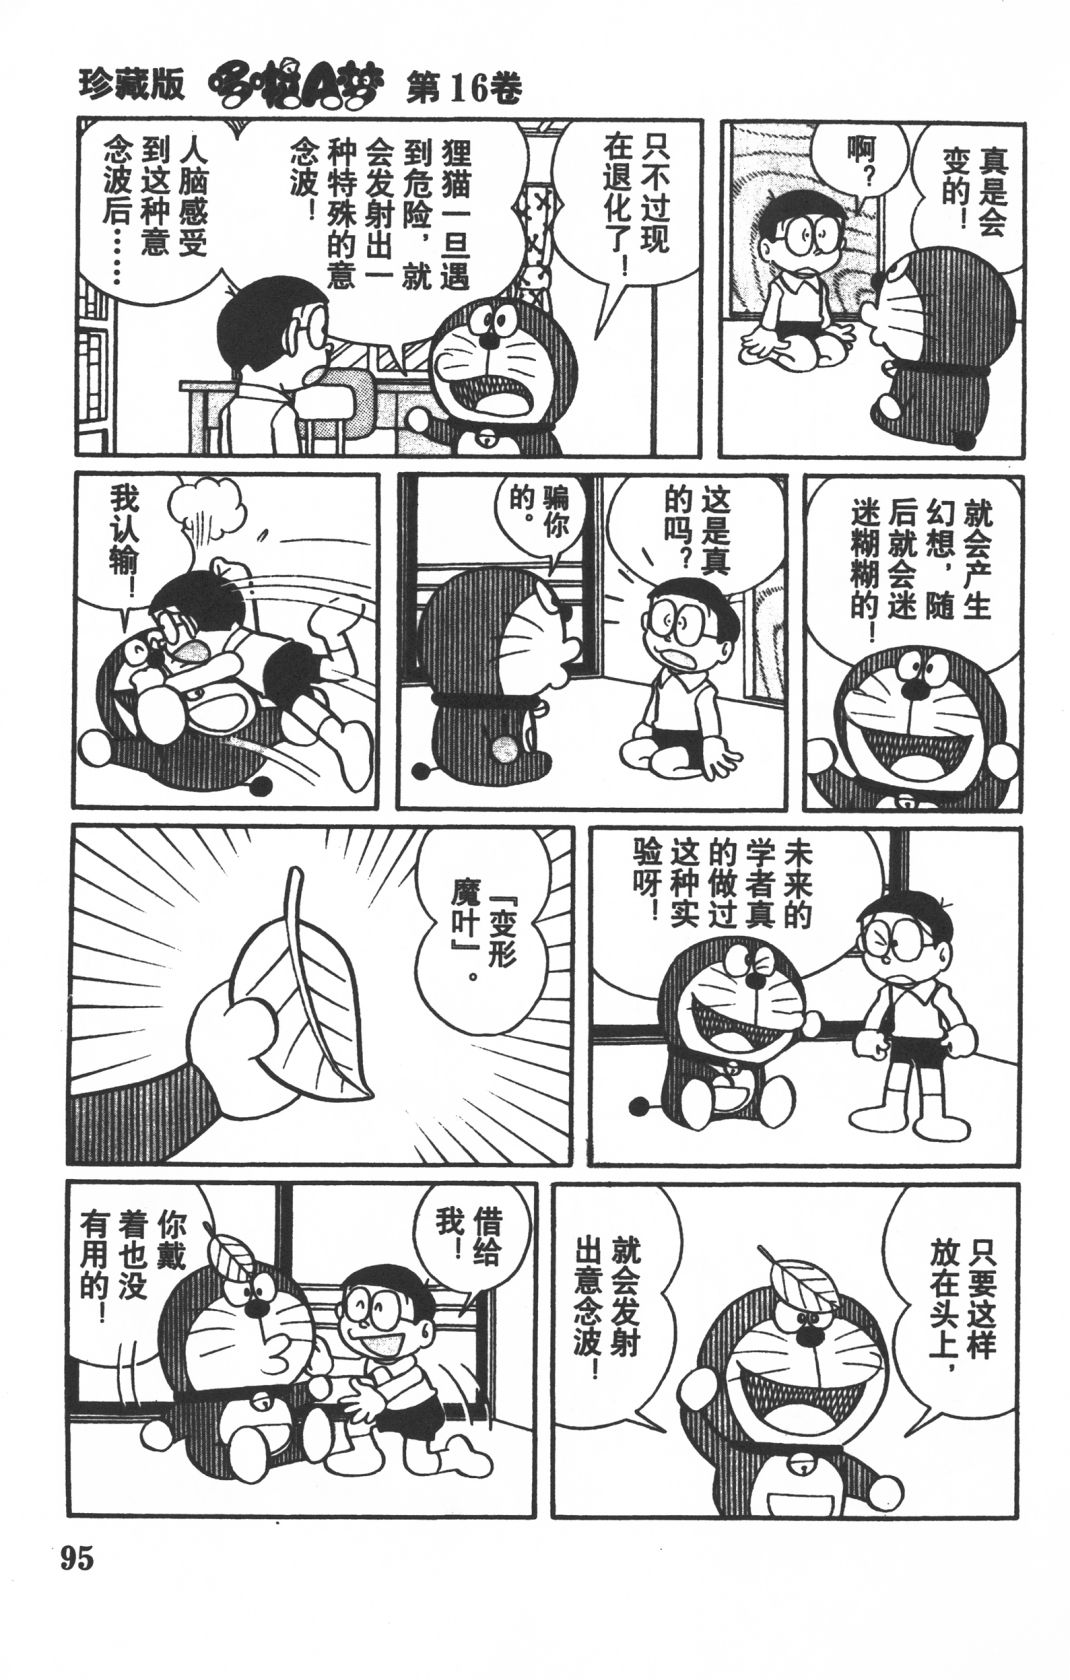 珍藏版 哆啦A梦 第16卷
真是会
变的！
啊？
只不过现
在退化了！
狸猫一旦遇
到危险，就
会发射出一
种特殊的意
念波！
人脑感受
到这种意
念波后……
就会产生
幻想，随
后就会迷
迷糊糊的！
这是真
的吗？
骗你
的。
我认输！
未来的
学者真
的做过
这种实
验呀！
『变形
魔叶』。
只要这样
放在头上，
就会发射
出意念波！
借给
我！
你戴
着也没
有用的！
95